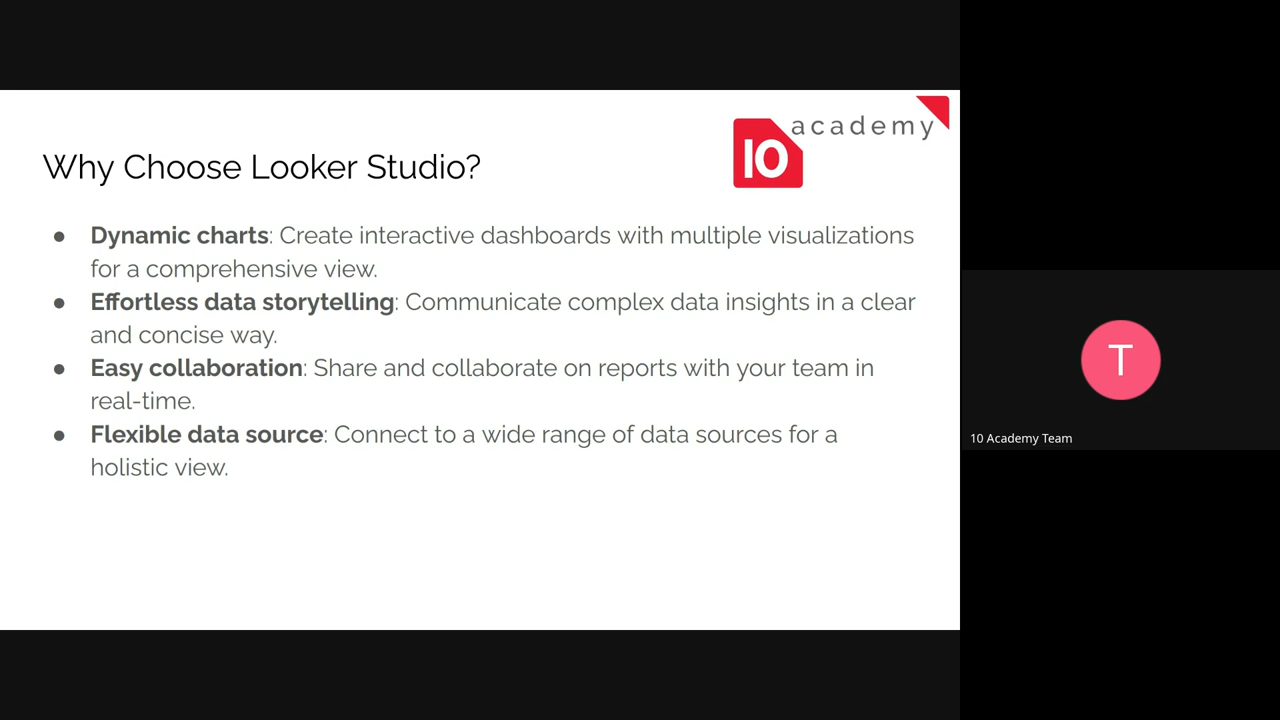 academy
10
Why Choose Looker Studio?
● Dynamic charts: Create interactive dashboards with multiple visualizations
for a comprehensive view.
● Effortless data storytelling: Communicate complex data insights in a clear
and concise way.
● Easy collaboration: Share and collaborate on reports with your team in
real-time.
● Flexible data source: Connect to a wide range of data sources for a
holistic view.
T
10 Academy Team